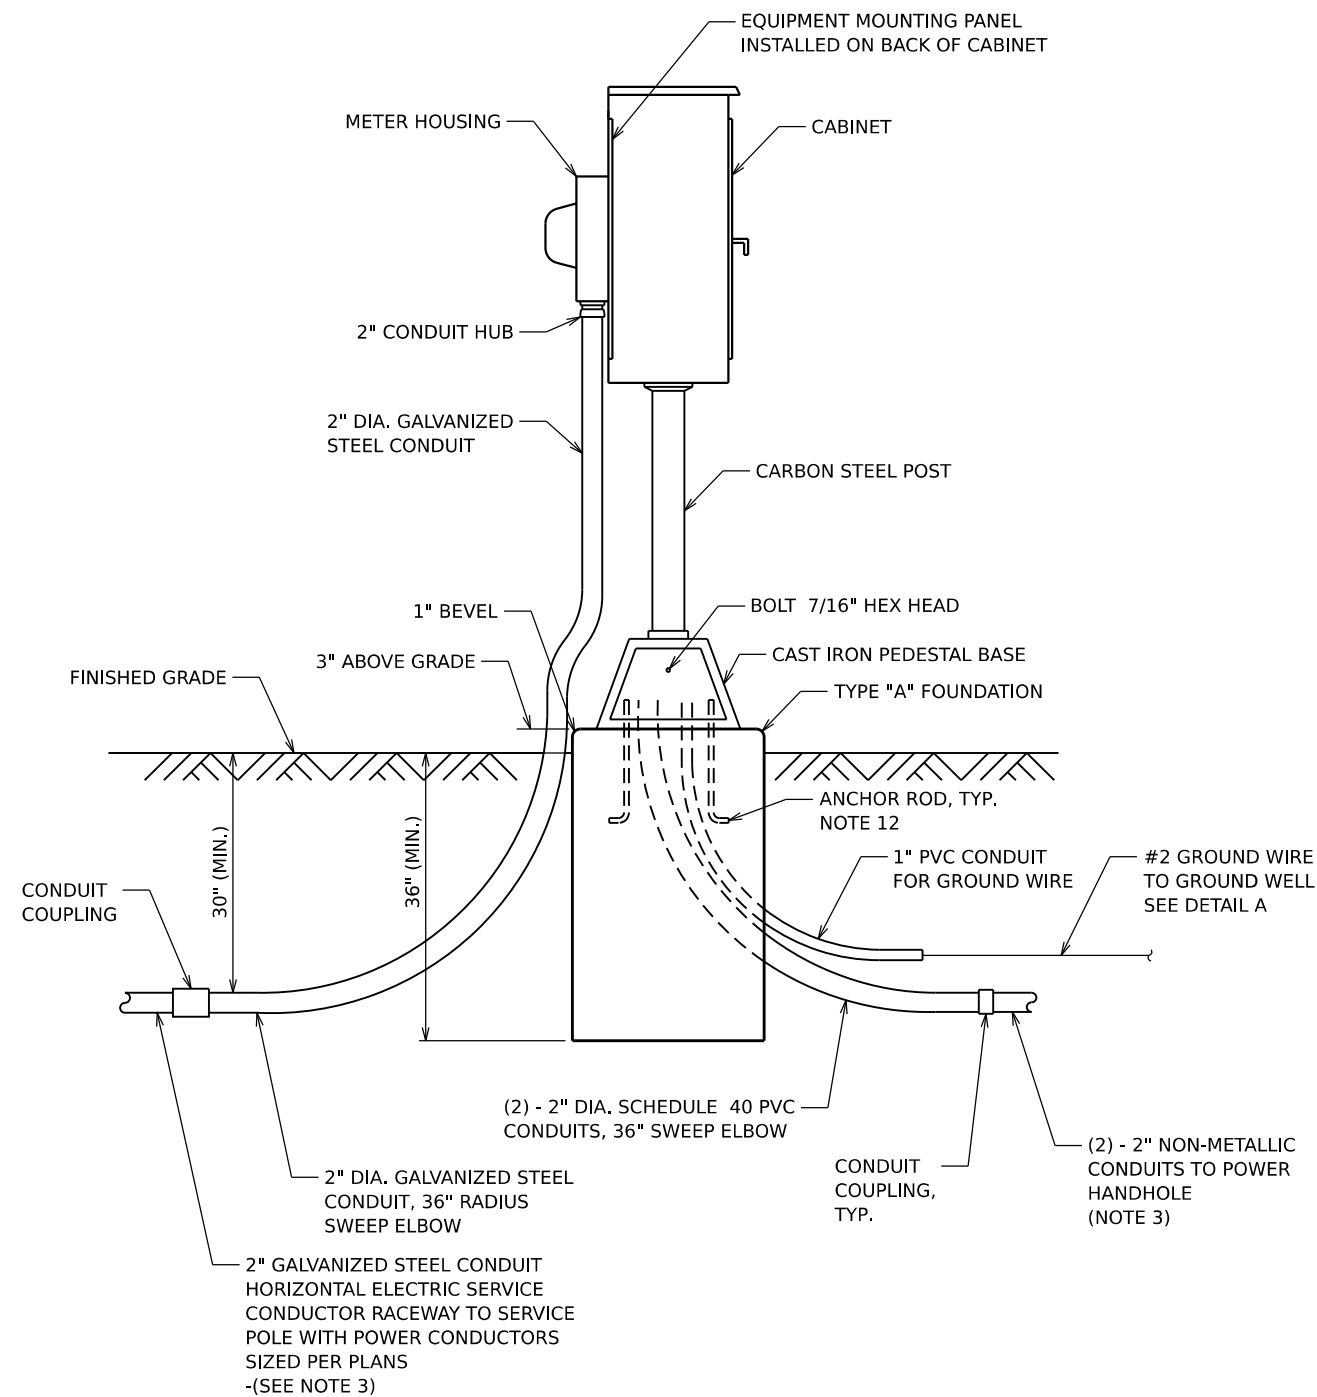 EQUIPMENT MOUNTING PANEL
INSTALLED ON BACK OF CABINET
METER HOUSING
CABINET
2" CONDUIT HUB
2" DIA. GALVANIZED
STEEL CONDUIT
CARBON STEEL POST
1" BEVEL
BOLT 7/16" HEX HEAD
3" ABOVE GRADE
CAST IRON PEDESTAL BASE
FINISHED GRADE
TYPE "A" FOUNDATION
ANCHOR ROD, TYP.
NOTE 12
30" (MIN.)
36" (MIN.)
1" PVC CONDUIT
FOR GROUND WIRE
#2 GROUND WIRE
TO GROUND WELL
SEE DETAIL A
CONDUIT
COUPLING
(2) - 2" DIA. SCHEDULE 40 PVC
CONDUITS, 36" SWEEP ELBOW
(2) - 2" NON-METALLIC
CONDUITS TO POWER
HANDHOLE
(NOTE 3)
CONDUIT
COUPLING,
TYP.
2" DIA. GALVANIZED STEEL
CONDUIT, 36" RADIUS
SWEEP ELBOW
2" GALVANIZED STEEL CONDUIT
HORIZONTAL ELECTRIC SERVICE
CONDUCTOR RACEWAY TO SERVICE
POLE WITH POWER CONDUCTORS
SIZED PER PLANS
-(SEE NOTE 3)